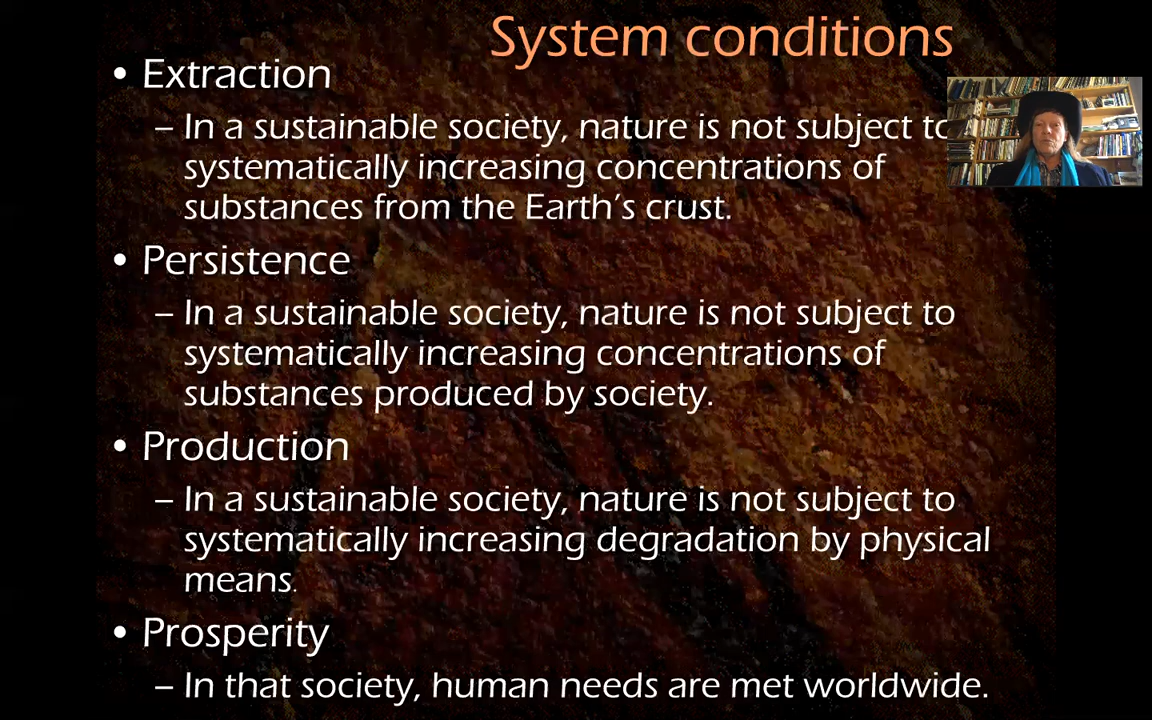 System conditions
• Extraction
– In a sustainable society, nature is not subject to
systematically increasing concentrations of
substances from the Earth’s crust.
• Persistence
– In a sustainable society, nature is not subject to
systematically increasing concentrations of
substances produced by society.
• Production
– In a sustainable society, nature is not subject to
systematically increasing degradation by physical
means.
• Prosperity
– In that society, human needs are met worldwide.